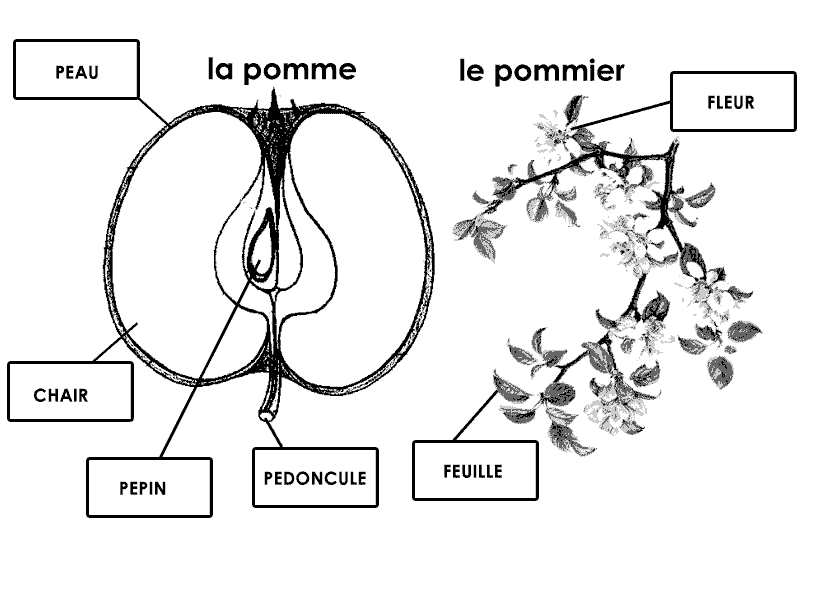 la pomme
PEAU
CHAIR
PEPIN
PEDONCULE
le pommier
FLEUR
FEUILLE